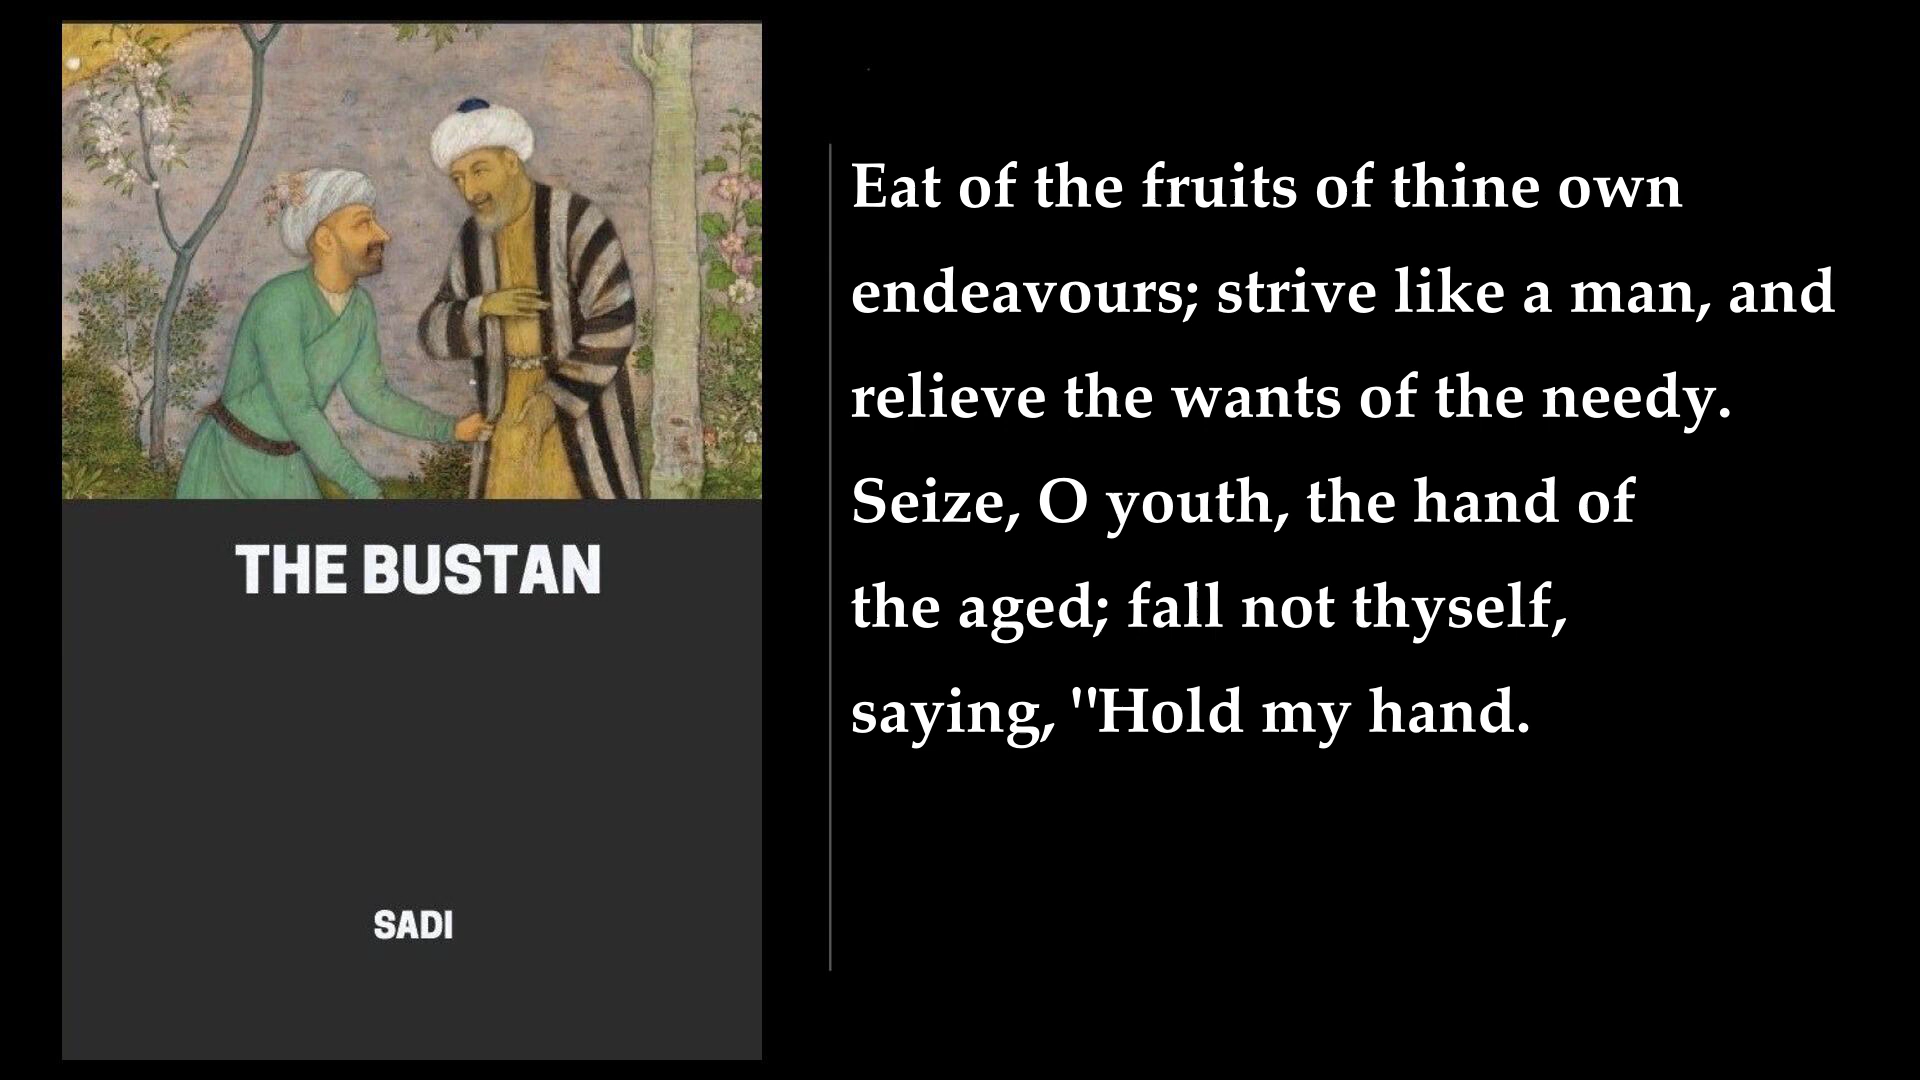 THE BUSTAN
SADI
Eat of the fruits of thine own
endeavours; strive like a man, and
relieve the wants of the needy.
Seize, O youth, the hand of
the aged; fall not thyself,
saying, "Hold my hand.